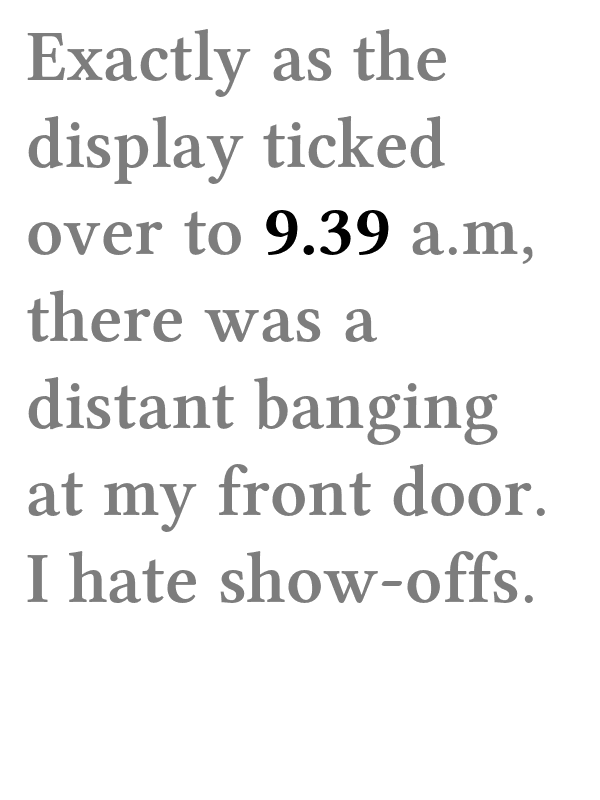 Exactly as the
display ticked
over to 9.39 a.m,
there was a
distant banging
at my front door.
I hate show-offs.